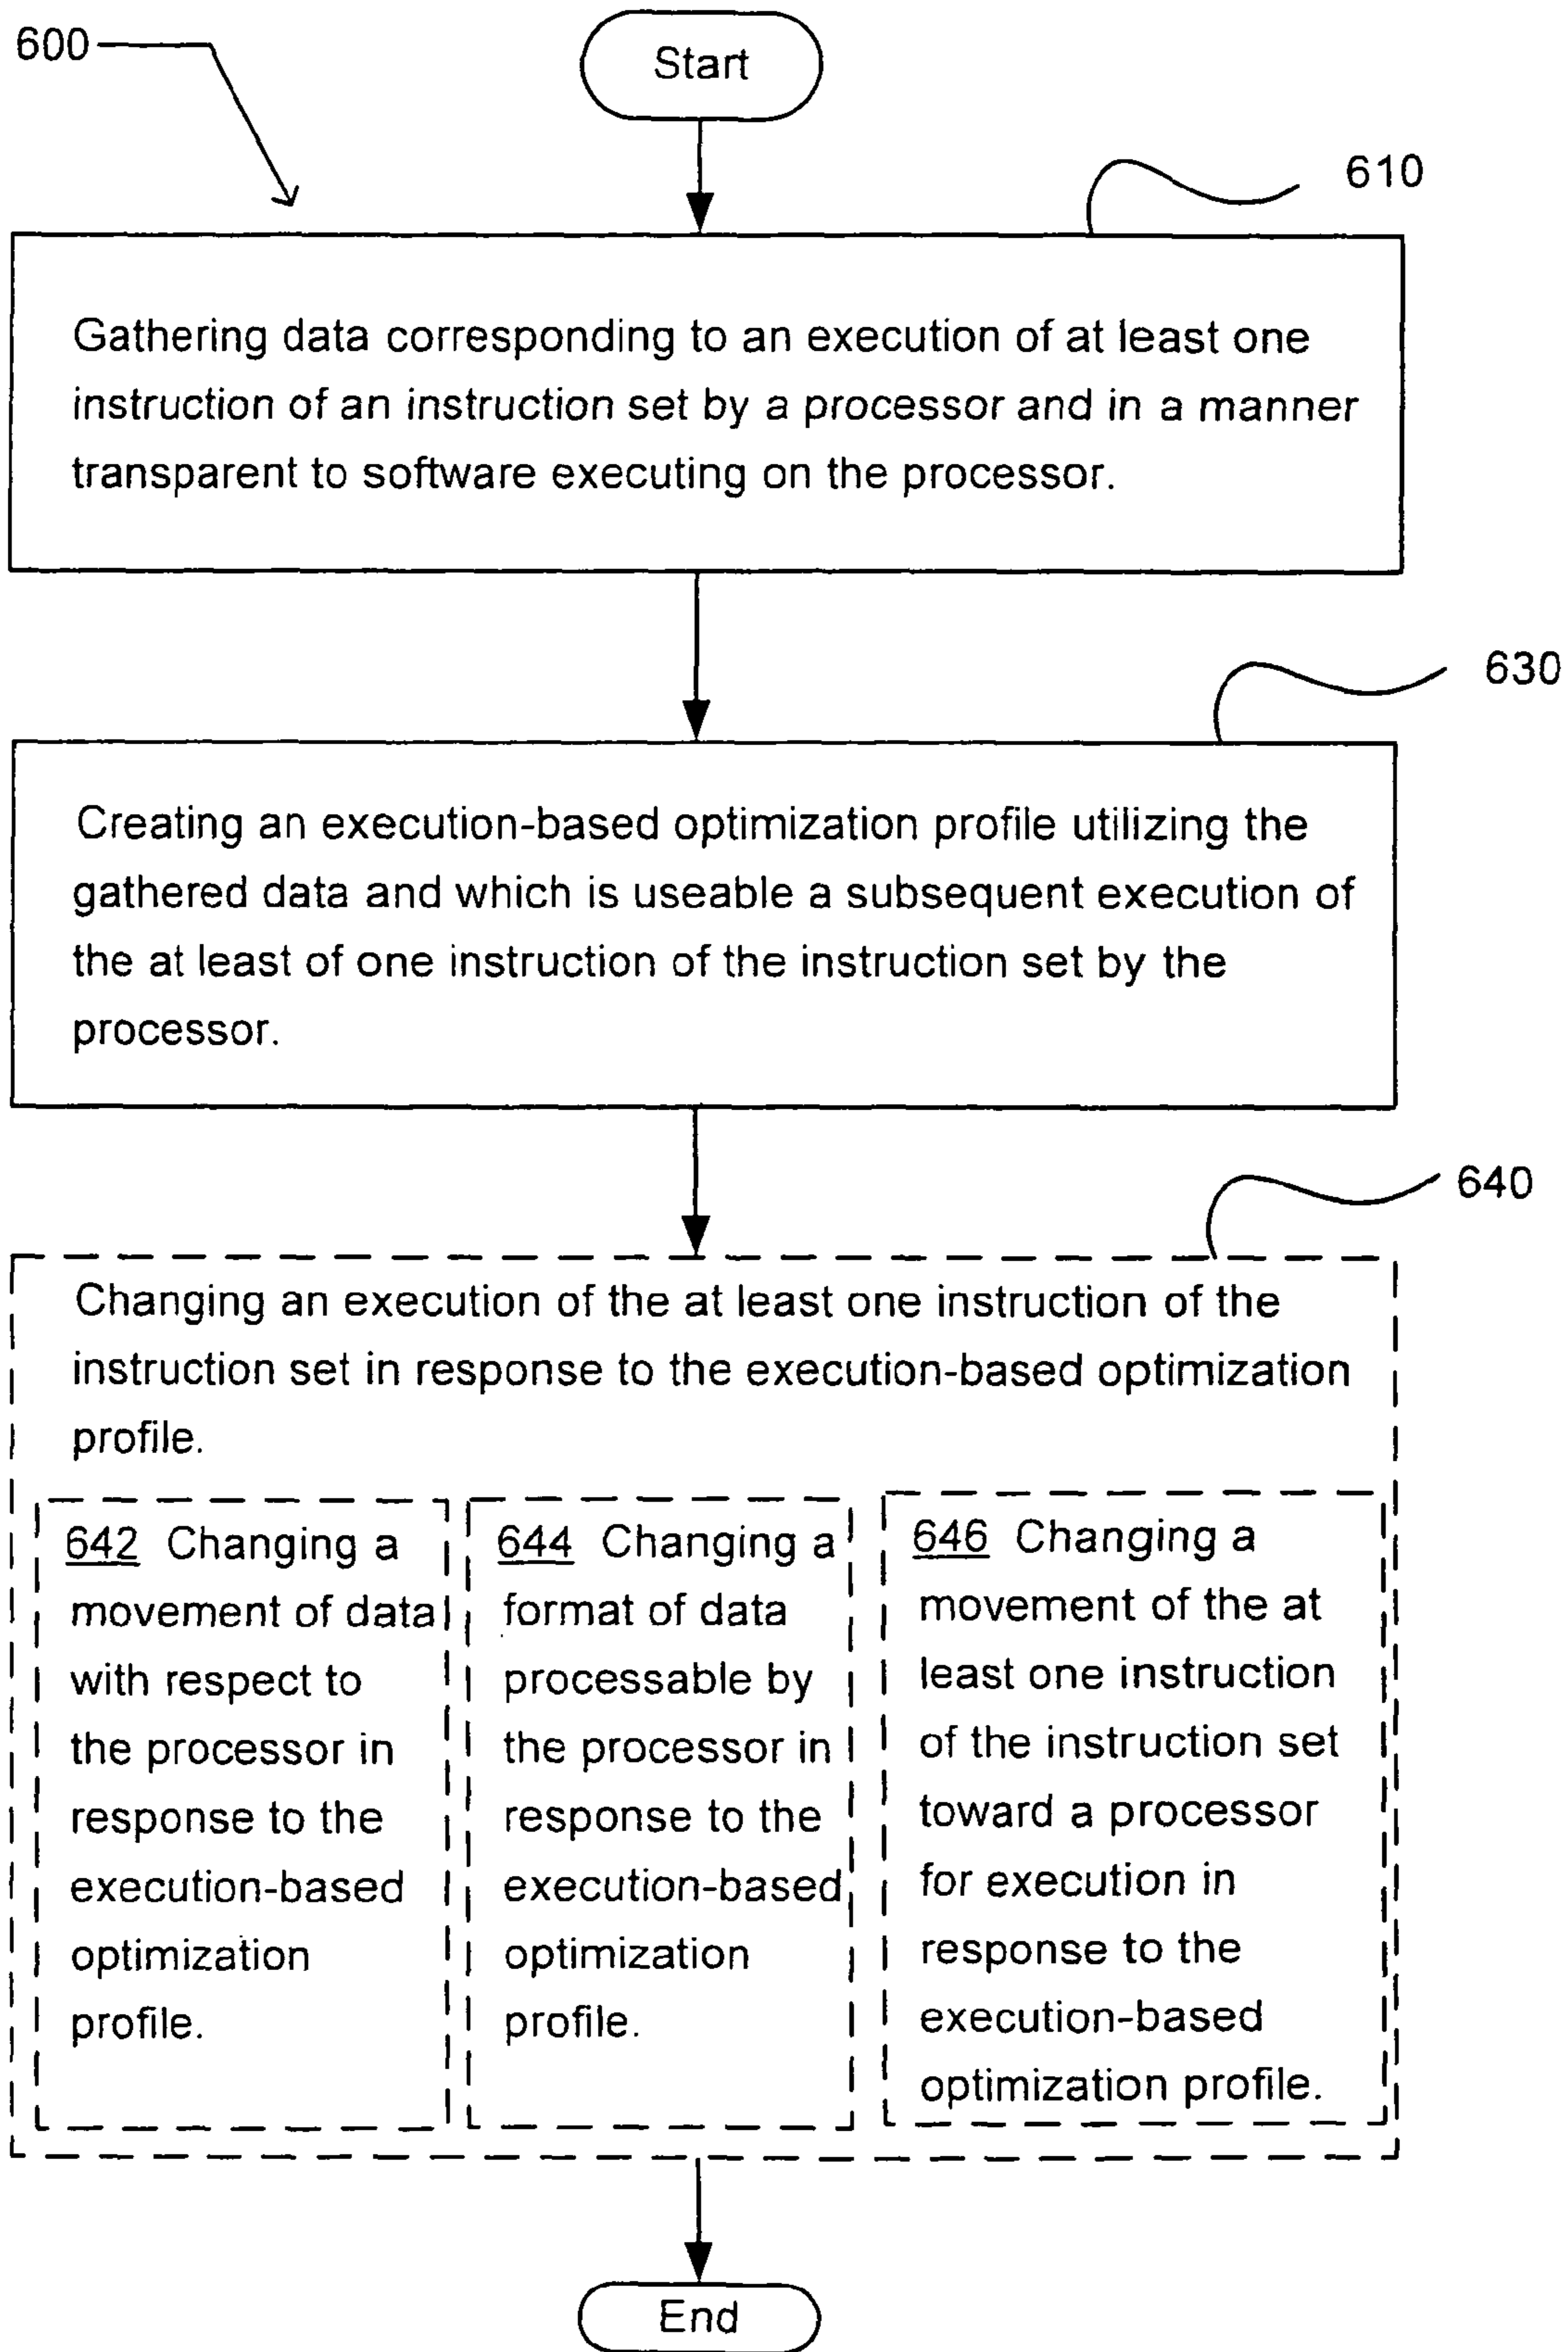 600
Start
610
Gathering data corresponding to an execution of at least one
instruction of an instruction set by a processor and in a manner
transparent to software executing on the processor.
630
Creating an execution-based optimization profile utilizing the
gathered data and which is useable a subsequent execution of
the at least of one instruction of the instruction set by the
processor.
640
Changing an execution of the at least one instruction of the
instruction set in response to the execution-based optimization
profile.
642 Changing a
movement of data
with respect to
the processor in
response to the
execution-based
optimization
profile.
644 Changing a
format of data
processable by
the processor in
response to the
execution-based
optimization
profile.
646 Changing a
movement of the at
least one instruction
of the instruction set
toward a processor
for execution in
response to the
execution-based
optimization profile.
End